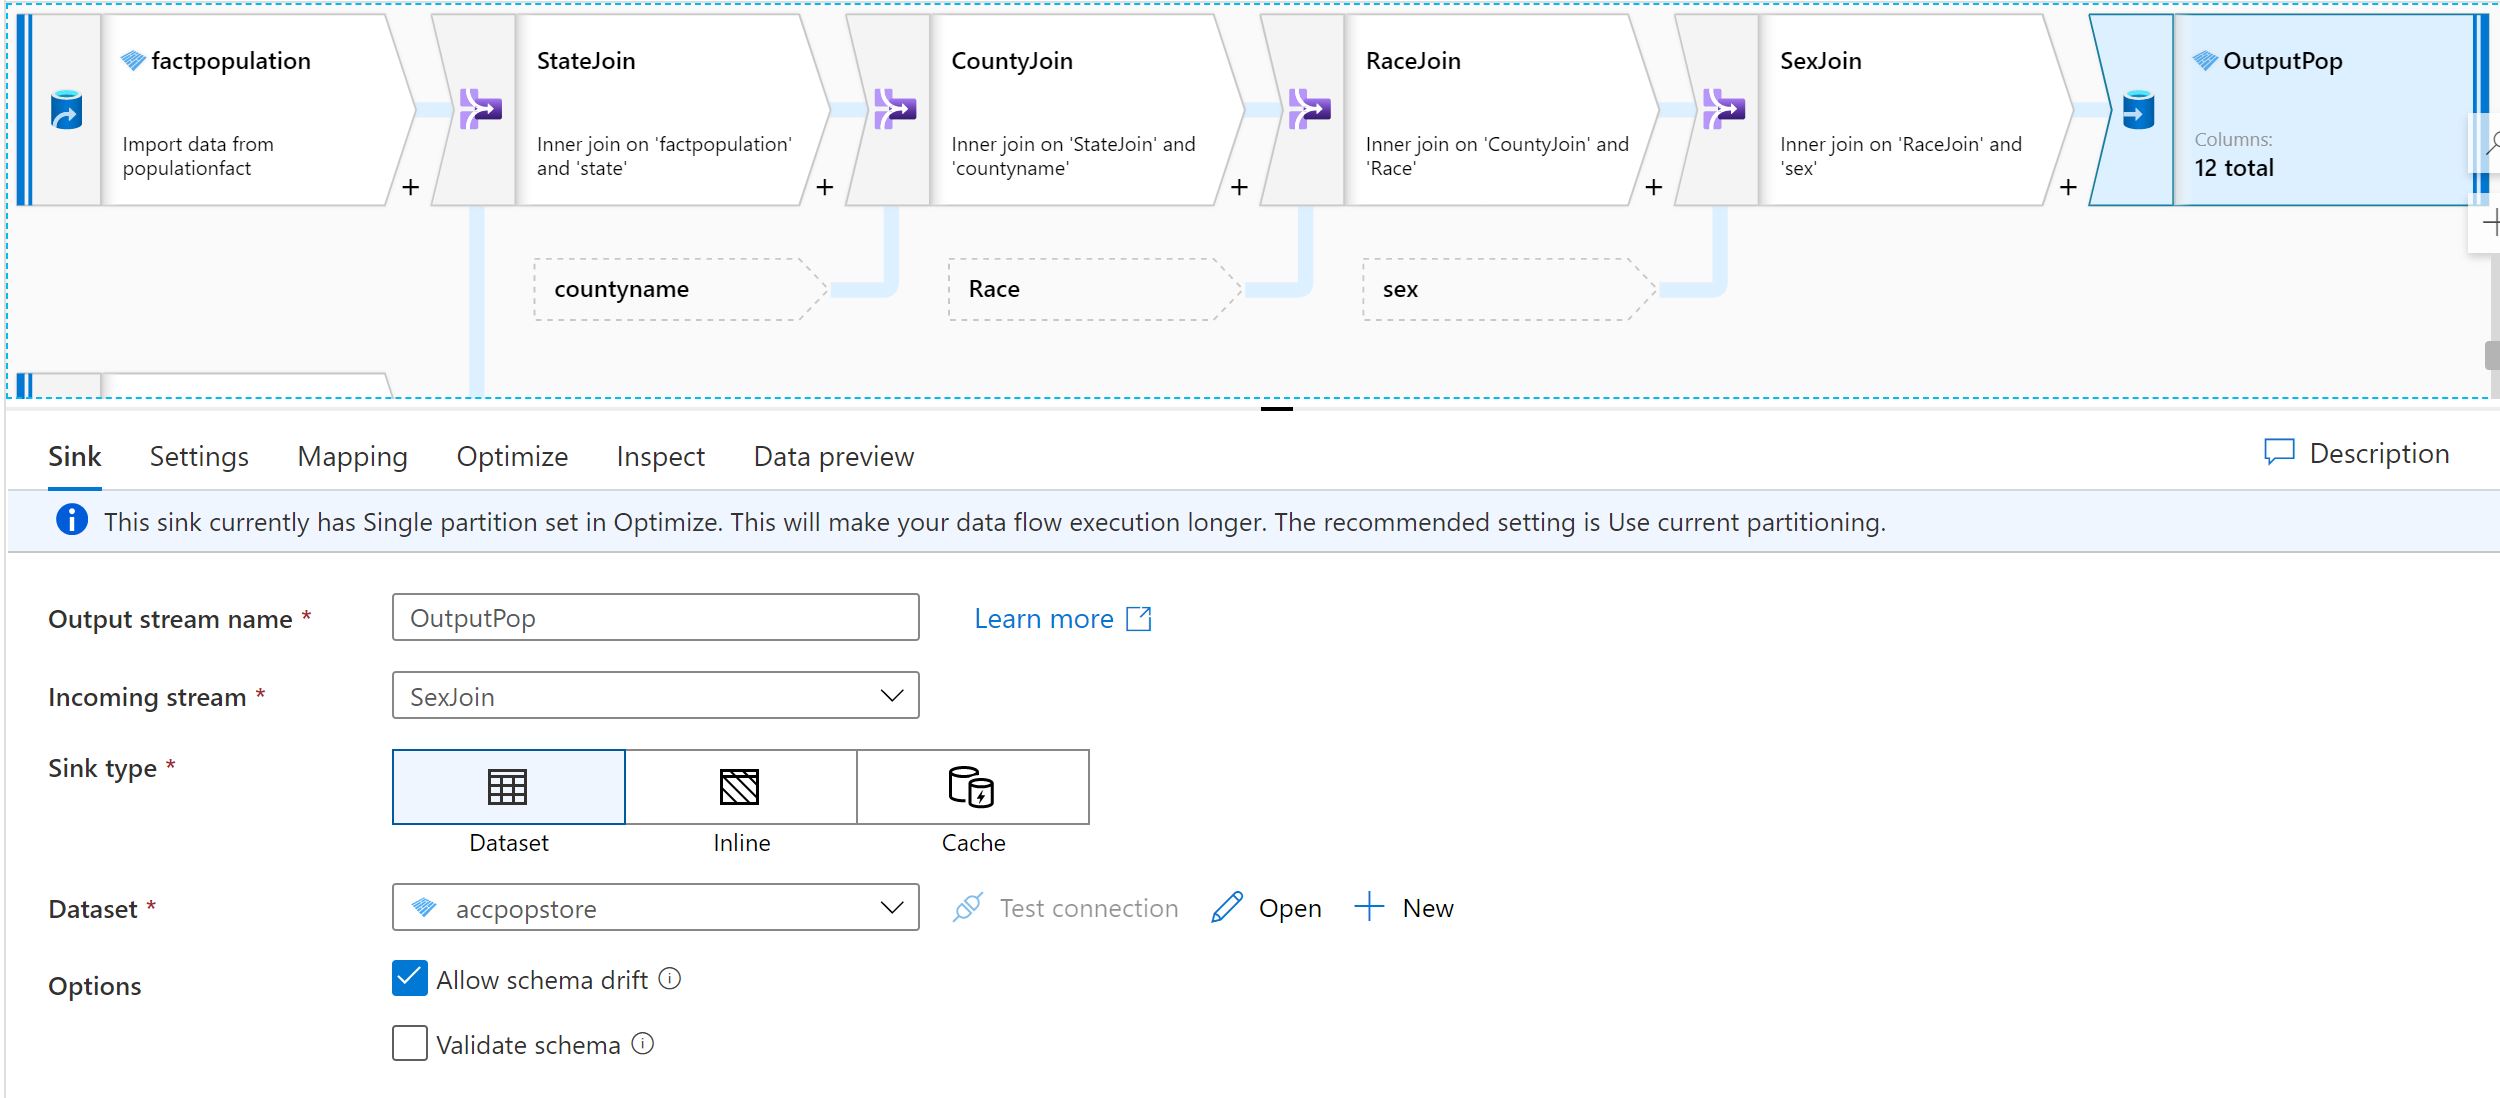 factpopulation
Import data from
populationfact
+
StateJoin
Inner join on 'factpopulation'
and 'state'
+
CountyJoin
Inner join on 'StateJoin' and
'countyname'
+
RaceJoin
Inner join on 'CountyJoin' and
'Race'
+
SexJoin
Inner join on 'RaceJoin' and
'sex'
+
OutputPop
Columns:
12 total
countyname
Race
sex
Sink Settings Mapping Optimize Inspect Data preview Description
This sink currently has Single partition set in Optimize. This will make your data flow execution longer. The recommended setting is Use current partitioning.
Output stream name * OutputPop Learn more
Incoming stream * SexJoin
Sink type *
Dataset Inline Cache
Dataset * accpopstore Test connection Open New
Options Allow schema drift
Validate schema